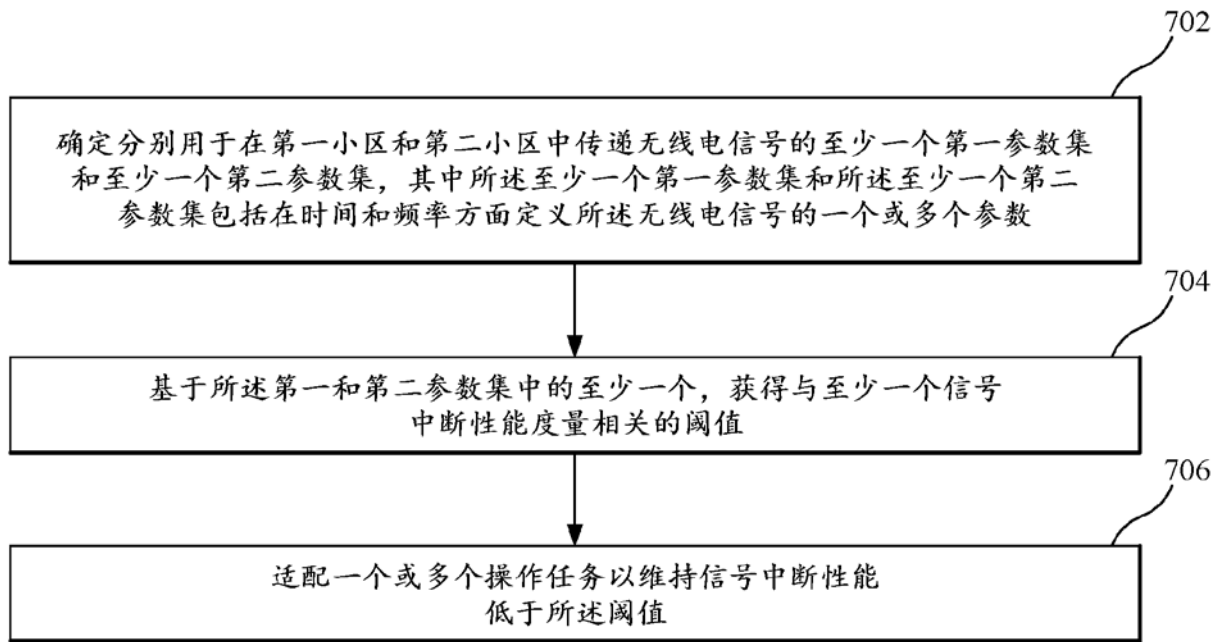 702
确定分别用于在第一小区和第二小区中传递无线电信号的至少一个第一参数集
和至少一个第二参数集，其中所述至少一个第一参数集和所述至少一个第二
参数集包括在时间和频率方面定义所述无线电信号的一个或多个参数
704
基于所述第一和第二参数集中的至少一个，获得与至少一个信号
中断性能度量相关的阈值
706
适配一个或多个操作任务以维持信号中断性能
低于所述阈值